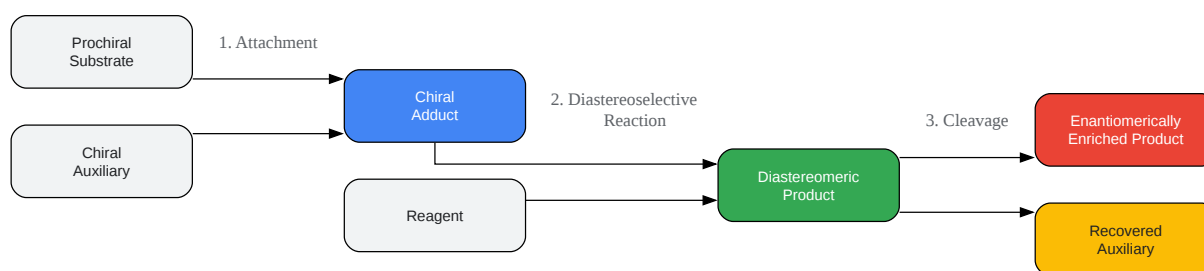 Prochiral
Substrate
1. Attachment
Chiral
Auxiliary
Chiral
Adduct
2. Diastereoselective
Reaction
Reagent
Diastereomeric
Product
3. Cleavage
Enantiomerically
Enriched Product
Recovered
Auxiliary